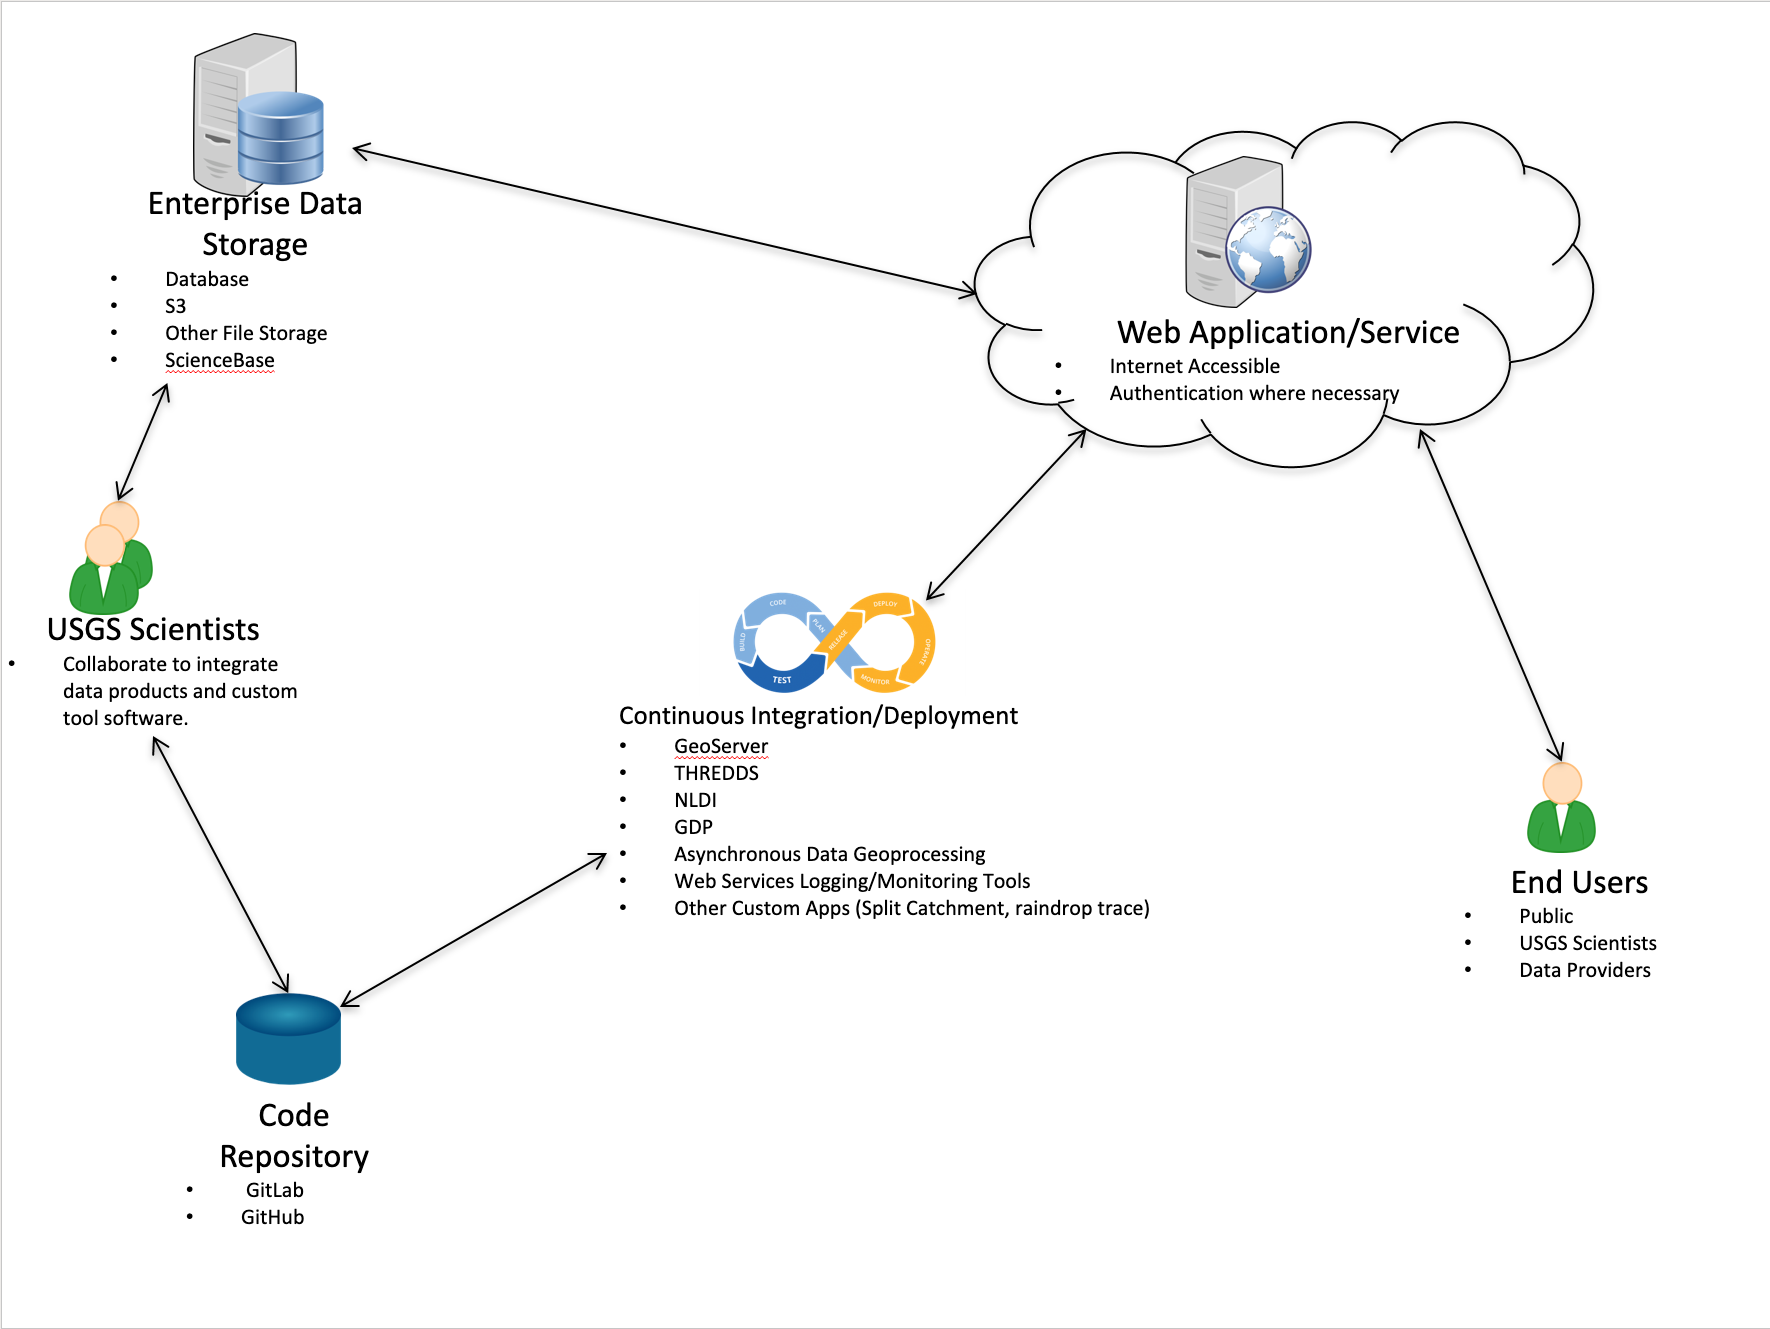 Enterprise Data
Storage
• Database
• S3
• Other File Storage
• ScienceBase
Web Application/Service
• Internet Accessible
• Authentication where necessary
USGS Scientists
• Collaborate to integrate
data products and custom
tool software.
CODE
BUILD
PLAN
TEST
RELEASE
DEPLOY
OPERATE
MONITOR
Continuous Integration/Deployment
• GeoServer
• THREDDS
• NLDI
• GDP
• Asynchronous Data Geoprocessing
• Web Services Logging/Monitoring Tools
• Other Custom Apps (Split Catchment, raindrop trace)
End Users
• Public
• USGS Scientists
• Data Providers
Code
Repository
• GitLab
• GitHub